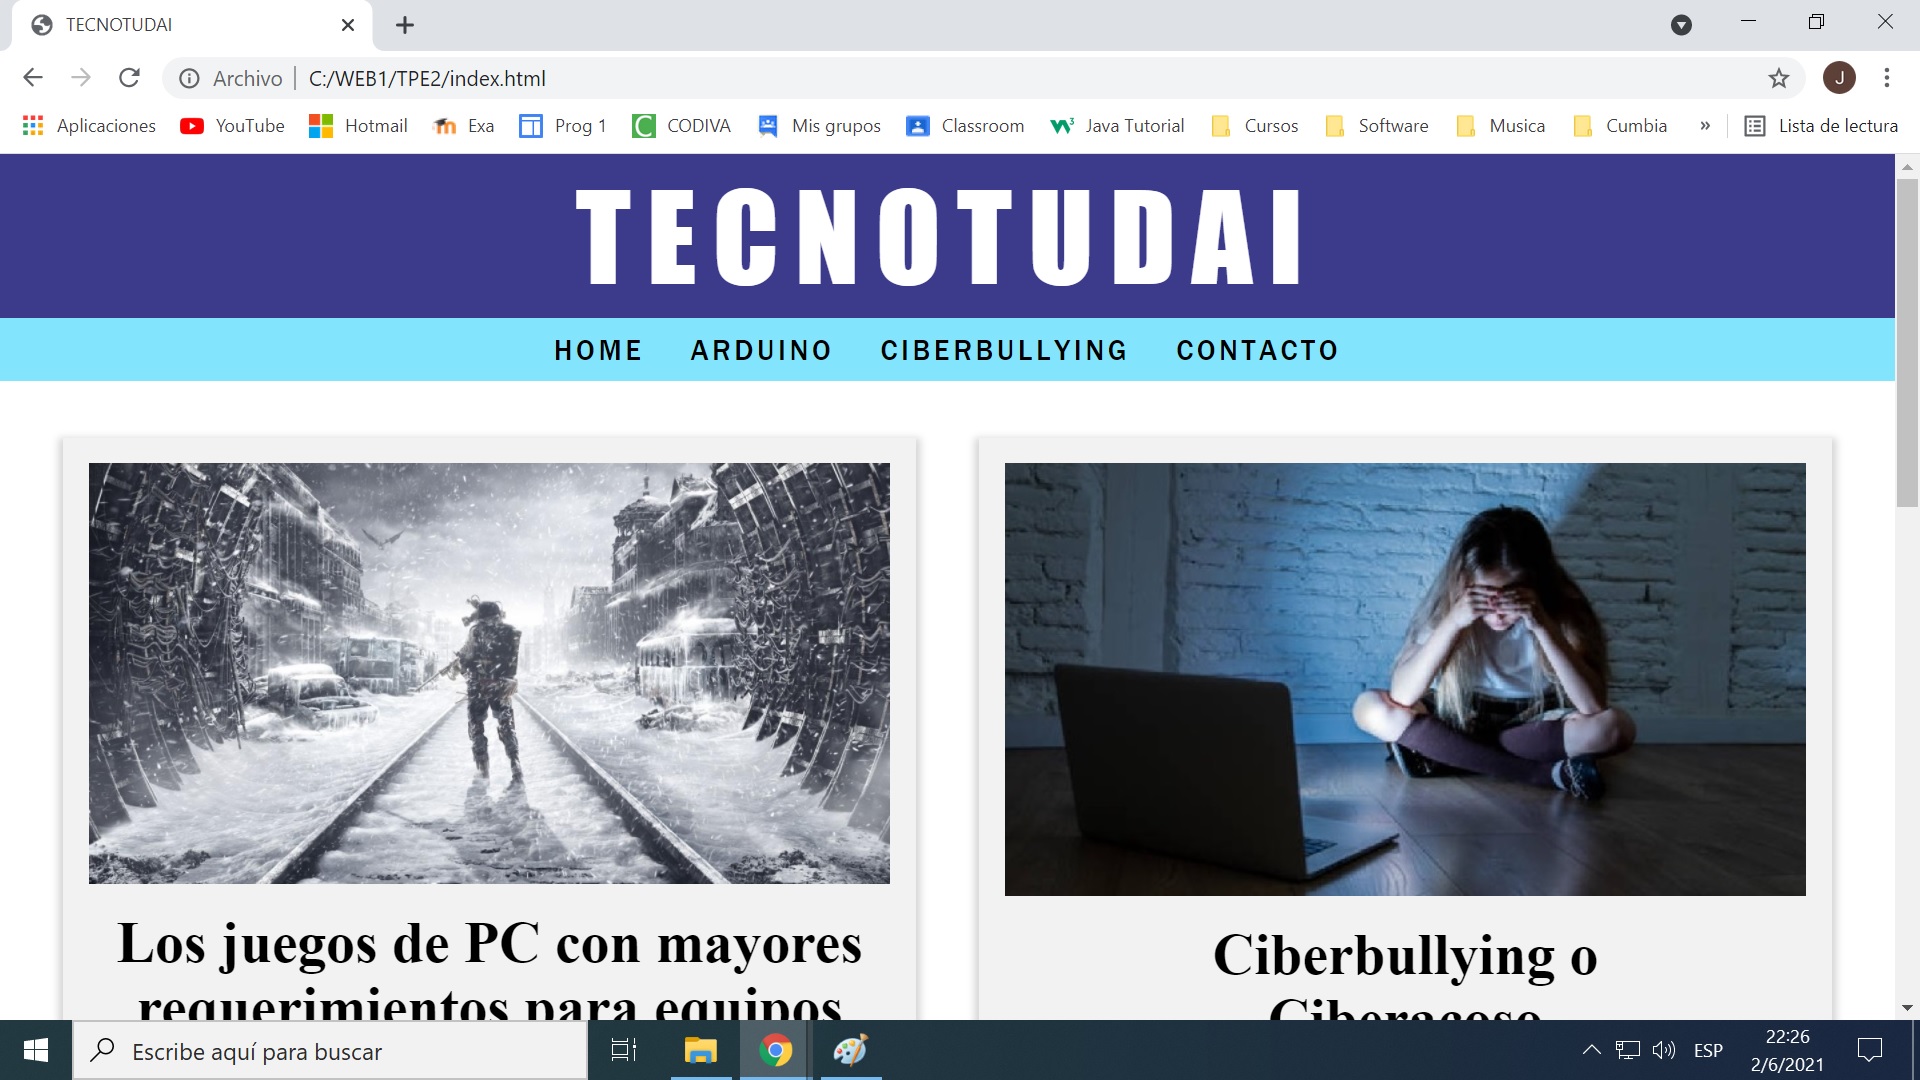 TECNOTUDAI
Archivo C:/WEB1/TPE2/index.html
J
Aplicaciones YouTube Hotmail Exa Prog 1 CODIVA Mis grupos Classroom Java Tutorial Cursos Software Musica Cumbia » Lista de lectura
TECNOTUDAI
HOME ARDUINO CIBERBULLYING CONTACTO
Los juegos de PC con mayores
requerimientos para equipos
Ciberbullying o
Ciberacoso
Escribe aquí para buscar
ESP
22:26
2/6/2021